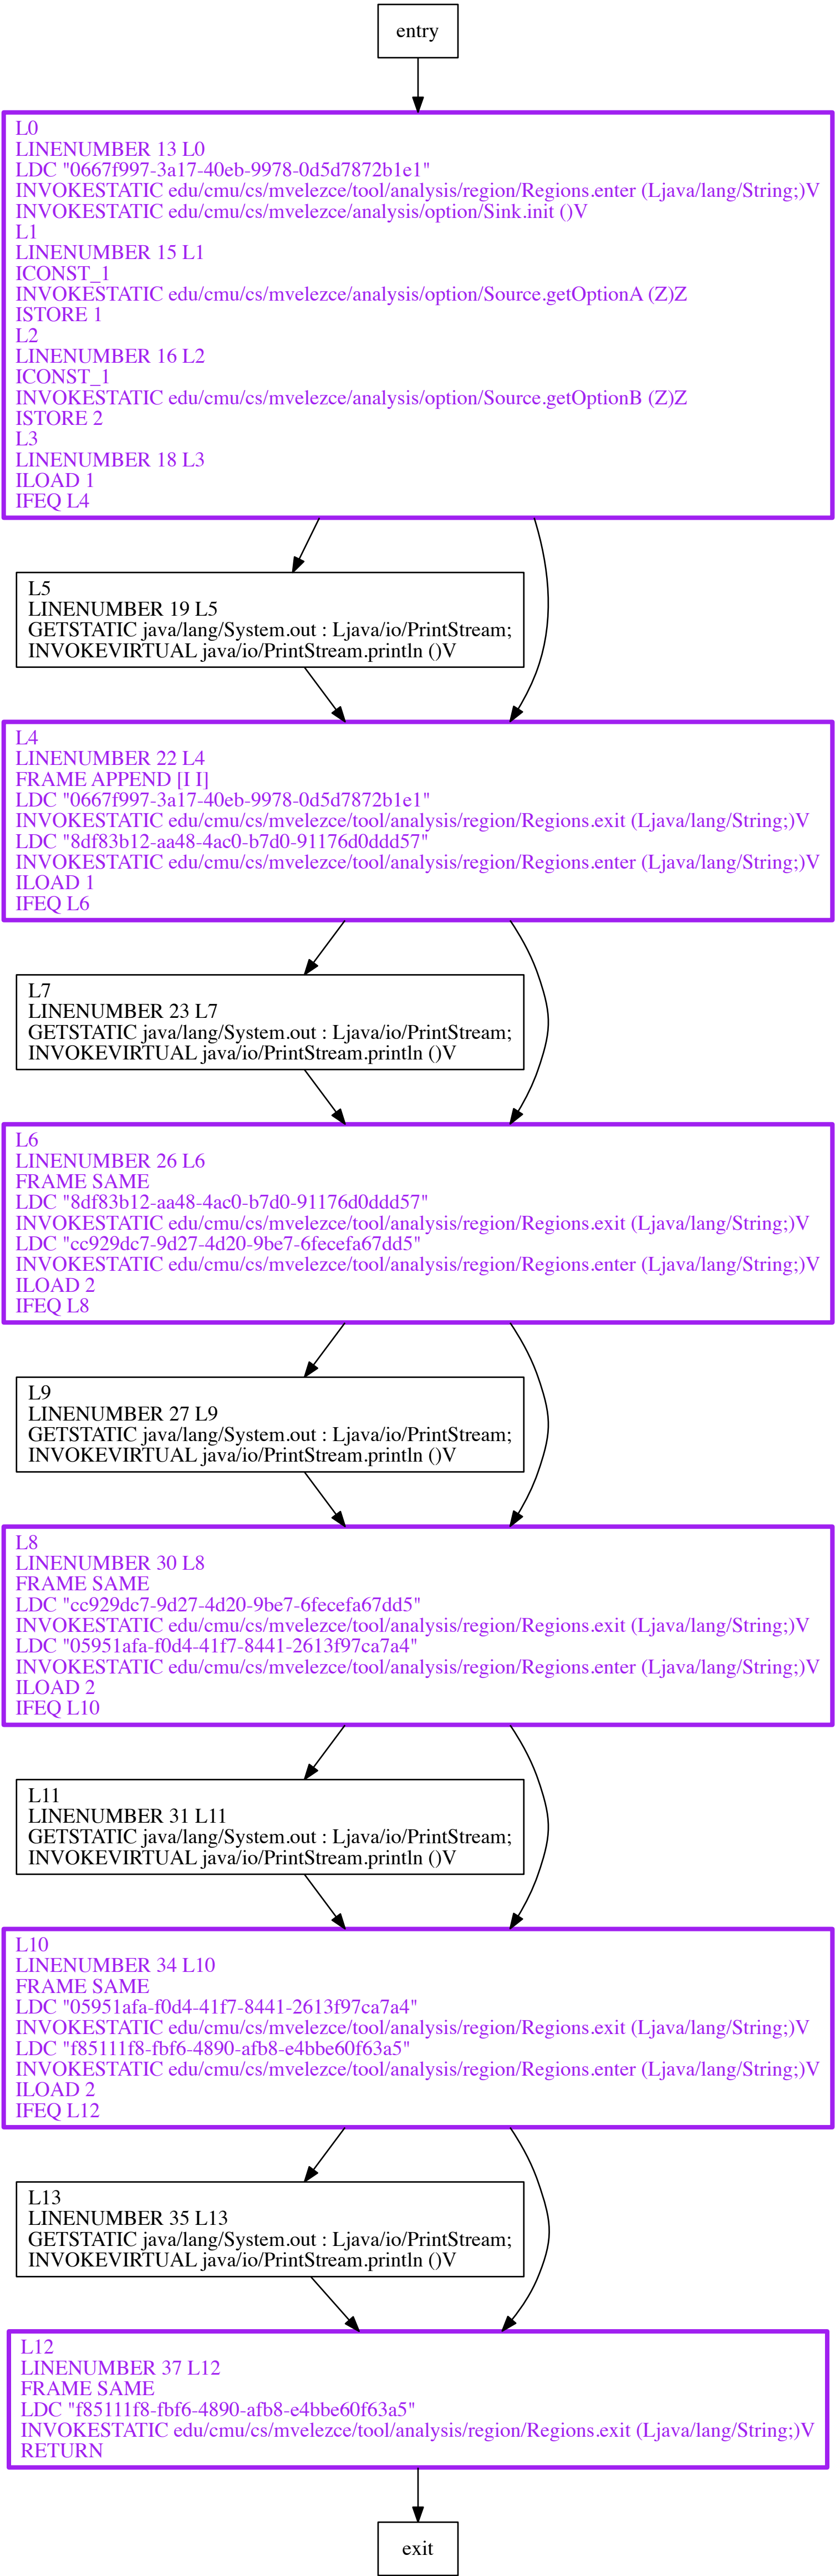 entry
L0
LINENUMBER 13 L0
LDC "0667f997-3a17-40eb-9978-0d5d7872b1e1"
INVOKESTATIC edu/cmu/cs/mvelezce/tool/analysis/region/Regions.enter (Ljava/lang/String;)V
INVOKESTATIC edu/cmu/cs/mvelezce/analysis/option/Sink.init ()V
L1
LINENUMBER 15 L1
ICONST_1
INVOKESTATIC edu/cmu/cs/mvelezce/analysis/option/Source.getOptionA (Z)Z
ISTORE 1
L2
LINENUMBER 16 L2
ICONST_1
INVOKESTATIC edu/cmu/cs/mvelezce/analysis/option/Source.getOptionB (Z)Z
ISTORE 2
L3
LINENUMBER 18 L3
ILOAD 1
IFEQ L4
L5
LINENUMBER 19 L5
GETSTATIC java/lang/System.out : Ljava/io/PrintStream;
INVOKEVIRTUAL java/io/PrintStream.println ()V
L4
LINENUMBER 22 L4
FRAME APPEND [I I]
LDC "0667f997-3a17-40eb-9978-0d5d7872b1e1"
INVOKESTATIC edu/cmu/cs/mvelezce/tool/analysis/region/Regions.exit (Ljava/lang/String;)V
LDC "8df83b12-aa48-4ac0-b7d0-91176d0ddd57"
INVOKESTATIC edu/cmu/cs/mvelezce/tool/analysis/region/Regions.enter (Ljava/lang/String;)V
ILOAD 1
IFEQ L6
L7
LINENUMBER 23 L7
GETSTATIC java/lang/System.out : Ljava/io/PrintStream;
INVOKEVIRTUAL java/io/PrintStream.println ()V
L6
LINENUMBER 26 L6
FRAME SAME
LDC "8df83b12-aa48-4ac0-b7d0-91176d0ddd57"
INVOKESTATIC edu/cmu/cs/mvelezce/tool/analysis/region/Regions.exit (Ljava/lang/String;)V
LDC "cc929dc7-9d27-4d20-9be7-6fecefa67dd5"
INVOKESTATIC edu/cmu/cs/mvelezce/tool/analysis/region/Regions.enter (Ljava/lang/String;)V
ILOAD 2
IFEQ L8
L9
LINENUMBER 27 L9
GETSTATIC java/lang/System.out : Ljava/io/PrintStream;
INVOKEVIRTUAL java/io/PrintStream.println ()V
L8
LINENUMBER 30 L8
FRAME SAME
LDC "cc929dc7-9d27-4d20-9be7-6fecefa67dd5"
INVOKESTATIC edu/cmu/cs/mvelezce/tool/analysis/region/Regions.exit (Ljava/lang/String;)V
LDC "05951afa-f0d4-41f7-8441-2613f97ca7a4"
INVOKESTATIC edu/cmu/cs/mvelezce/tool/analysis/region/Regions.enter (Ljava/lang/String;)V
ILOAD 2
IFEQ L10
L11
LINENUMBER 31 L11
GETSTATIC java/lang/System.out : Ljava/io/PrintStream;
INVOKEVIRTUAL java/io/PrintStream.println ()V
L10
LINENUMBER 34 L10
FRAME SAME
LDC "05951afa-f0d4-41f7-8441-2613f97ca7a4"
INVOKESTATIC edu/cmu/cs/mvelezce/tool/analysis/region/Regions.exit (Ljava/lang/String;)V
LDC "f85111f8-fbf6-4890-afb8-e4bbe60f63a5"
INVOKESTATIC edu/cmu/cs/mvelezce/tool/analysis/region/Regions.enter (Ljava/lang/String;)V
ILOAD 2
IFEQ L12
L13
LINENUMBER 35 L13
GETSTATIC java/lang/System.out : Ljava/io/PrintStream;
INVOKEVIRTUAL java/io/PrintStream.println ()V
L12
LINENUMBER 37 L12
FRAME SAME
LDC "f85111f8-fbf6-4890-afb8-e4bbe60f63a5"
INVOKESTATIC edu/cmu/cs/mvelezce/tool/analysis/region/Regions.exit (Ljava/lang/String;)V
RETURN
exit